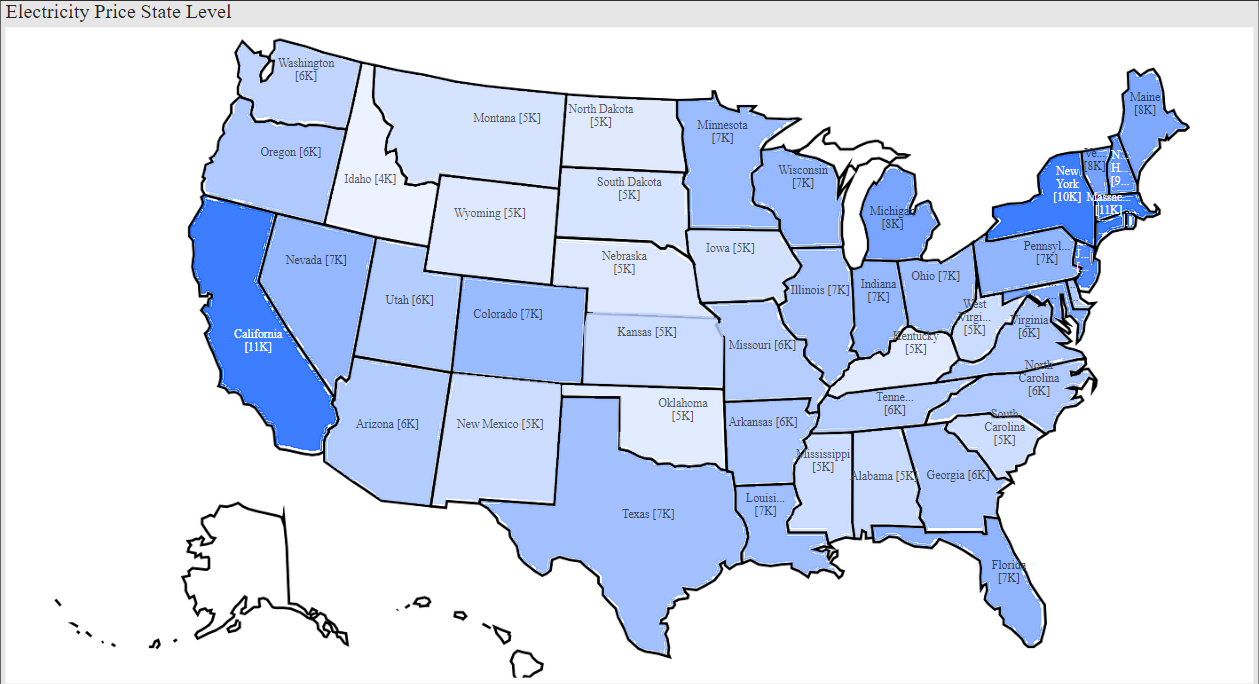 Electricity Price State Level
Washington
[6K]
Montana [5K]
North Dakota
[5K]
Minnesota
[7K]
Maine
[8K]
Oregon [6K]
Idaho [4K]
South Dakota
[5K]
Wisconsin
[7K]
Ve...
[8K]
N...
H...
[9...
New
York
[10K]
Massac...
[11K]
Wyoming [5K]
Michigan
[8K]
Nevada [7K]
Nebraska
[5K]
Iowa [5K]
Pennsyl...
[7K]
J...
Utah [6K]
Colorado [7K]
Illinois [7K]
Indiana
[7K]
Ohio [7K]
West
Virgi...
[5K]
Virginia
[6K]
California
[11K]
Kansas [5K]
Missouri [6K]
Kentucky
[5K]
North
Carolina
[6K]
Arizona [6K]
New Mexico [5K]
Oklahoma
[5K]
Arkansas [6K]
Tenne...
[6K]
South
Carolina
[5K]
Mississippi
[5K]
Alabama [5K]
Georgia [6K]
Texas [7K]
Louisi...
[7K]
Florida
[7K]